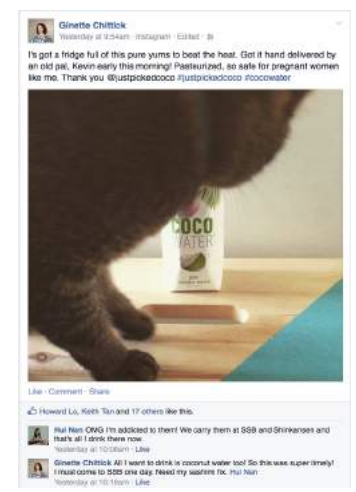 Ginette Chittick
Yesterday at 9:54am · Instagram · Edited ·
I's got a fridge full of this pure yums to beat the heat. Got it hand delivered by
an old pal, Kevin early this morning! Pasteurized, so safe for pregnant women
like me. Thank you @justpickedcoco #justpickedcoco #cocowater
COCO
WATER
Like · Comment · Share
Howard Lo, Keith Tan and 17 others like this.
Hui Nan OMG I'm addicted to them! We carry them at SSB and Shinkansen and
that's all I drink there now.
Yesterday at 10:08am · Like
Ginette Chittick All I want to drink is coconut water too! So this was super timely!
I must come to SSB one day. Need my sashimi fix. Hui Nan
Yesterday at 10:16am · Like